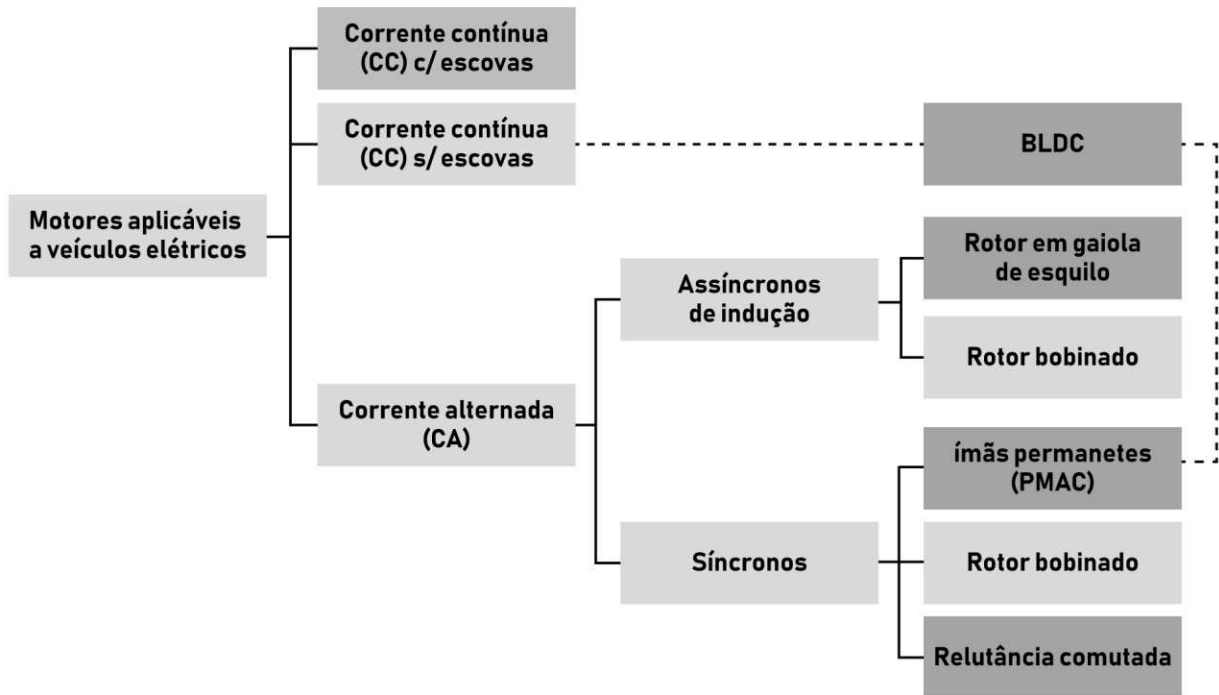 Corrente contínua
(CC) c/ escovas
Corrente contínua
(CC) s/ escovas
BLDC
Motores aplicáveis
a veículos elétricos
Rotor em gaiola
de esquilo
Assíncronos
de indução
Rotor bobinado
Corrente alternada
(CA)
ímãs permanetes
(PMAC)
Síncronos
Rotor bobinado
Relutância comutada